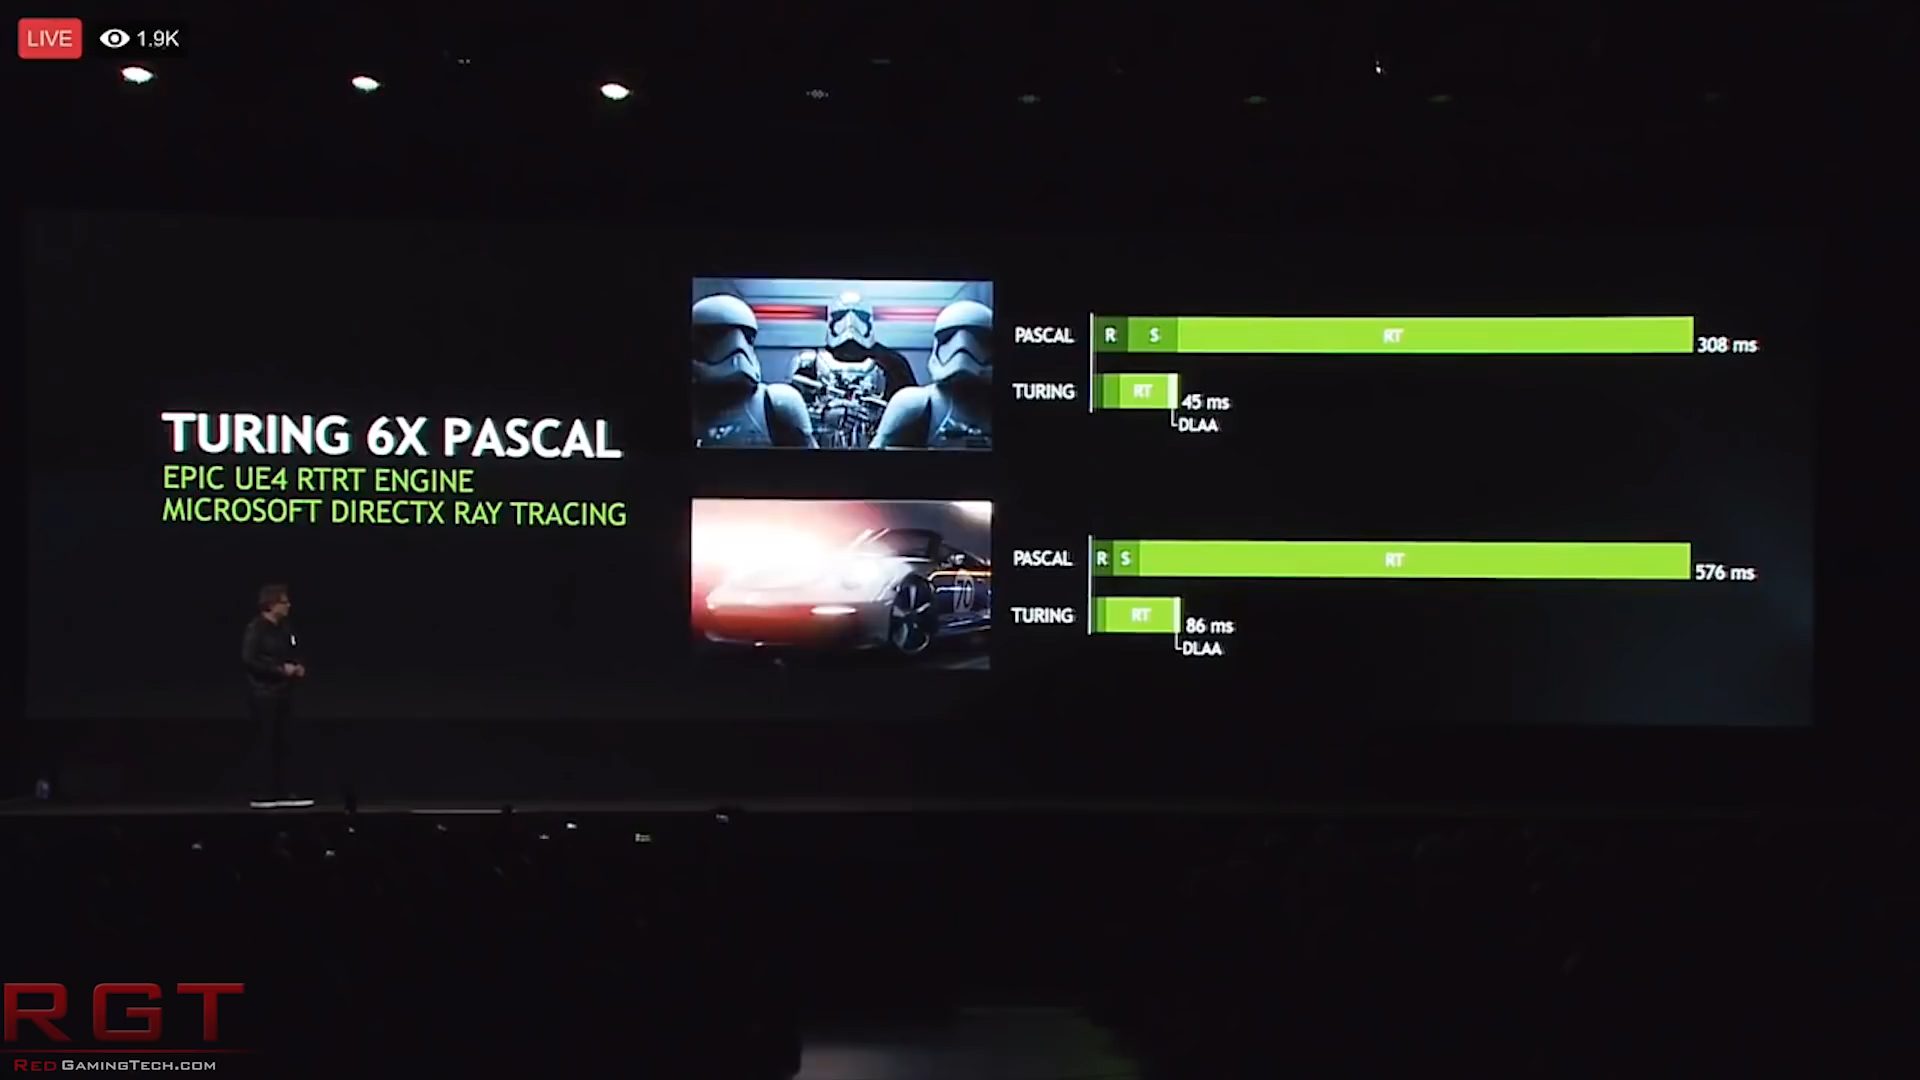 LIVE 1.9K
TURING 6X PASCAL
EPIC UE4 RTRT ENGINE
MICROSOFT DIRECTX RAY TRACING
PASCAL R S RT 308 ms
TURING RT 45 ms
DLAA
70
PASCAL R S RT 576 ms
TURING RT 86 ms
DLAA
RGT
REDGAMINGTECH.COM